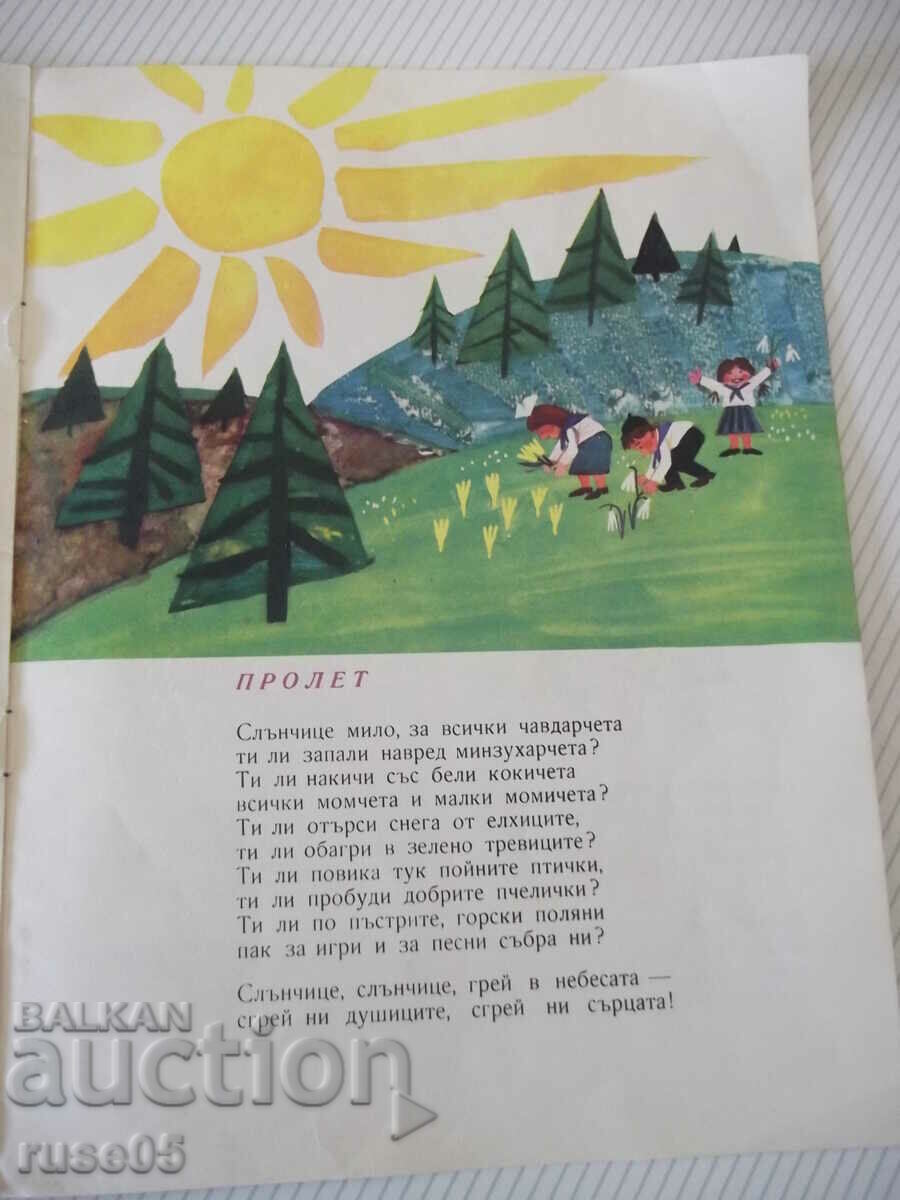 ПРОЛЕТ
Слънчице мило, за всички чавдарчета
ти ли запали навред минзухарчета?
Ти ли накичи със бели кокичета
всички момчета и малки момичета?
Ти ли отърси снега от елхиците,
ти ли обагри в зелено тревиците?
Ти ли повика тук пойните птички,
ти ли пробуди добрите пчелички?
Ти ли по пъстрите, горски поляни
пак за игри и за песни събра ни?
Слънчице, слънчице, грей в небесата —
сгрей ни душиците, сгрей ни сърцата!
BALKAN
auction
ruse05